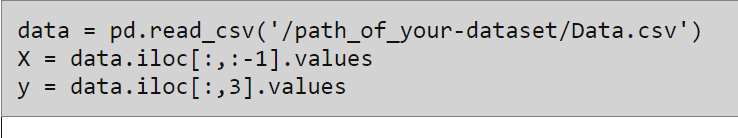 data = pd.read_csv('/path_of_your-dataset/Data.csv')
X = data.iloc[:,:-1].values
y = data.iloc[:,3].values